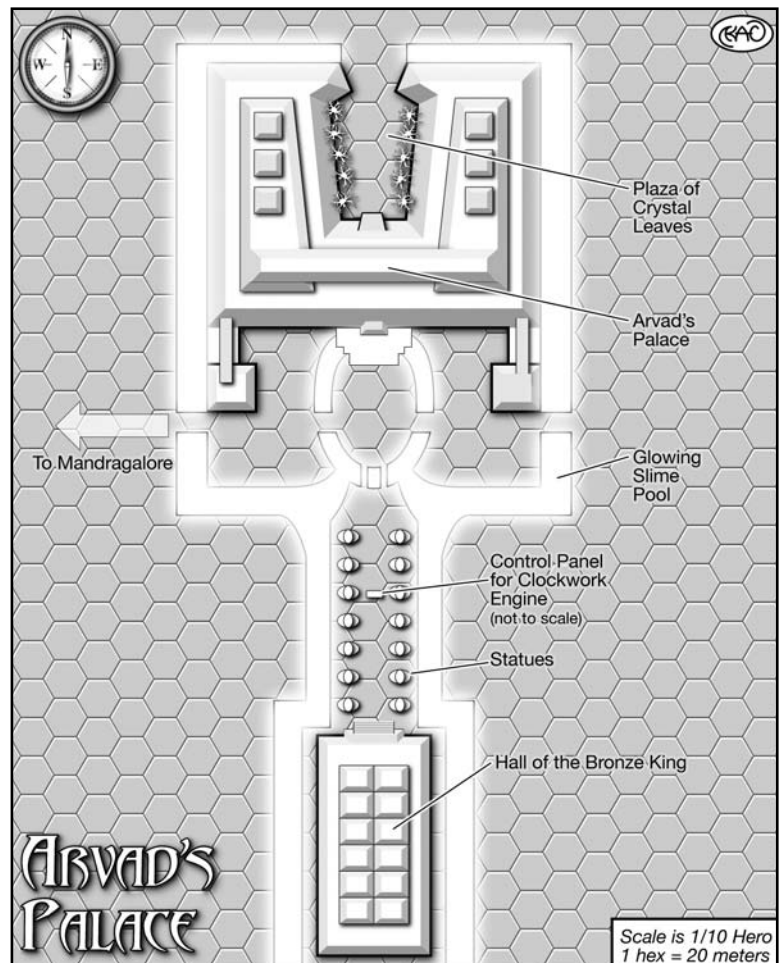 N
W E
S
EKAC
Plaza of
Crystal
Leaves
Arvad's
Palace
To Mandragalore
Glowing
Slime
Pool
Control Panel
for Clockwork
Engine
(not to scale)
Statues
Hall of the Bronze King
ARVAD'S
PALACE
Scale is 1/10 Hero
1 hex = 20 meters